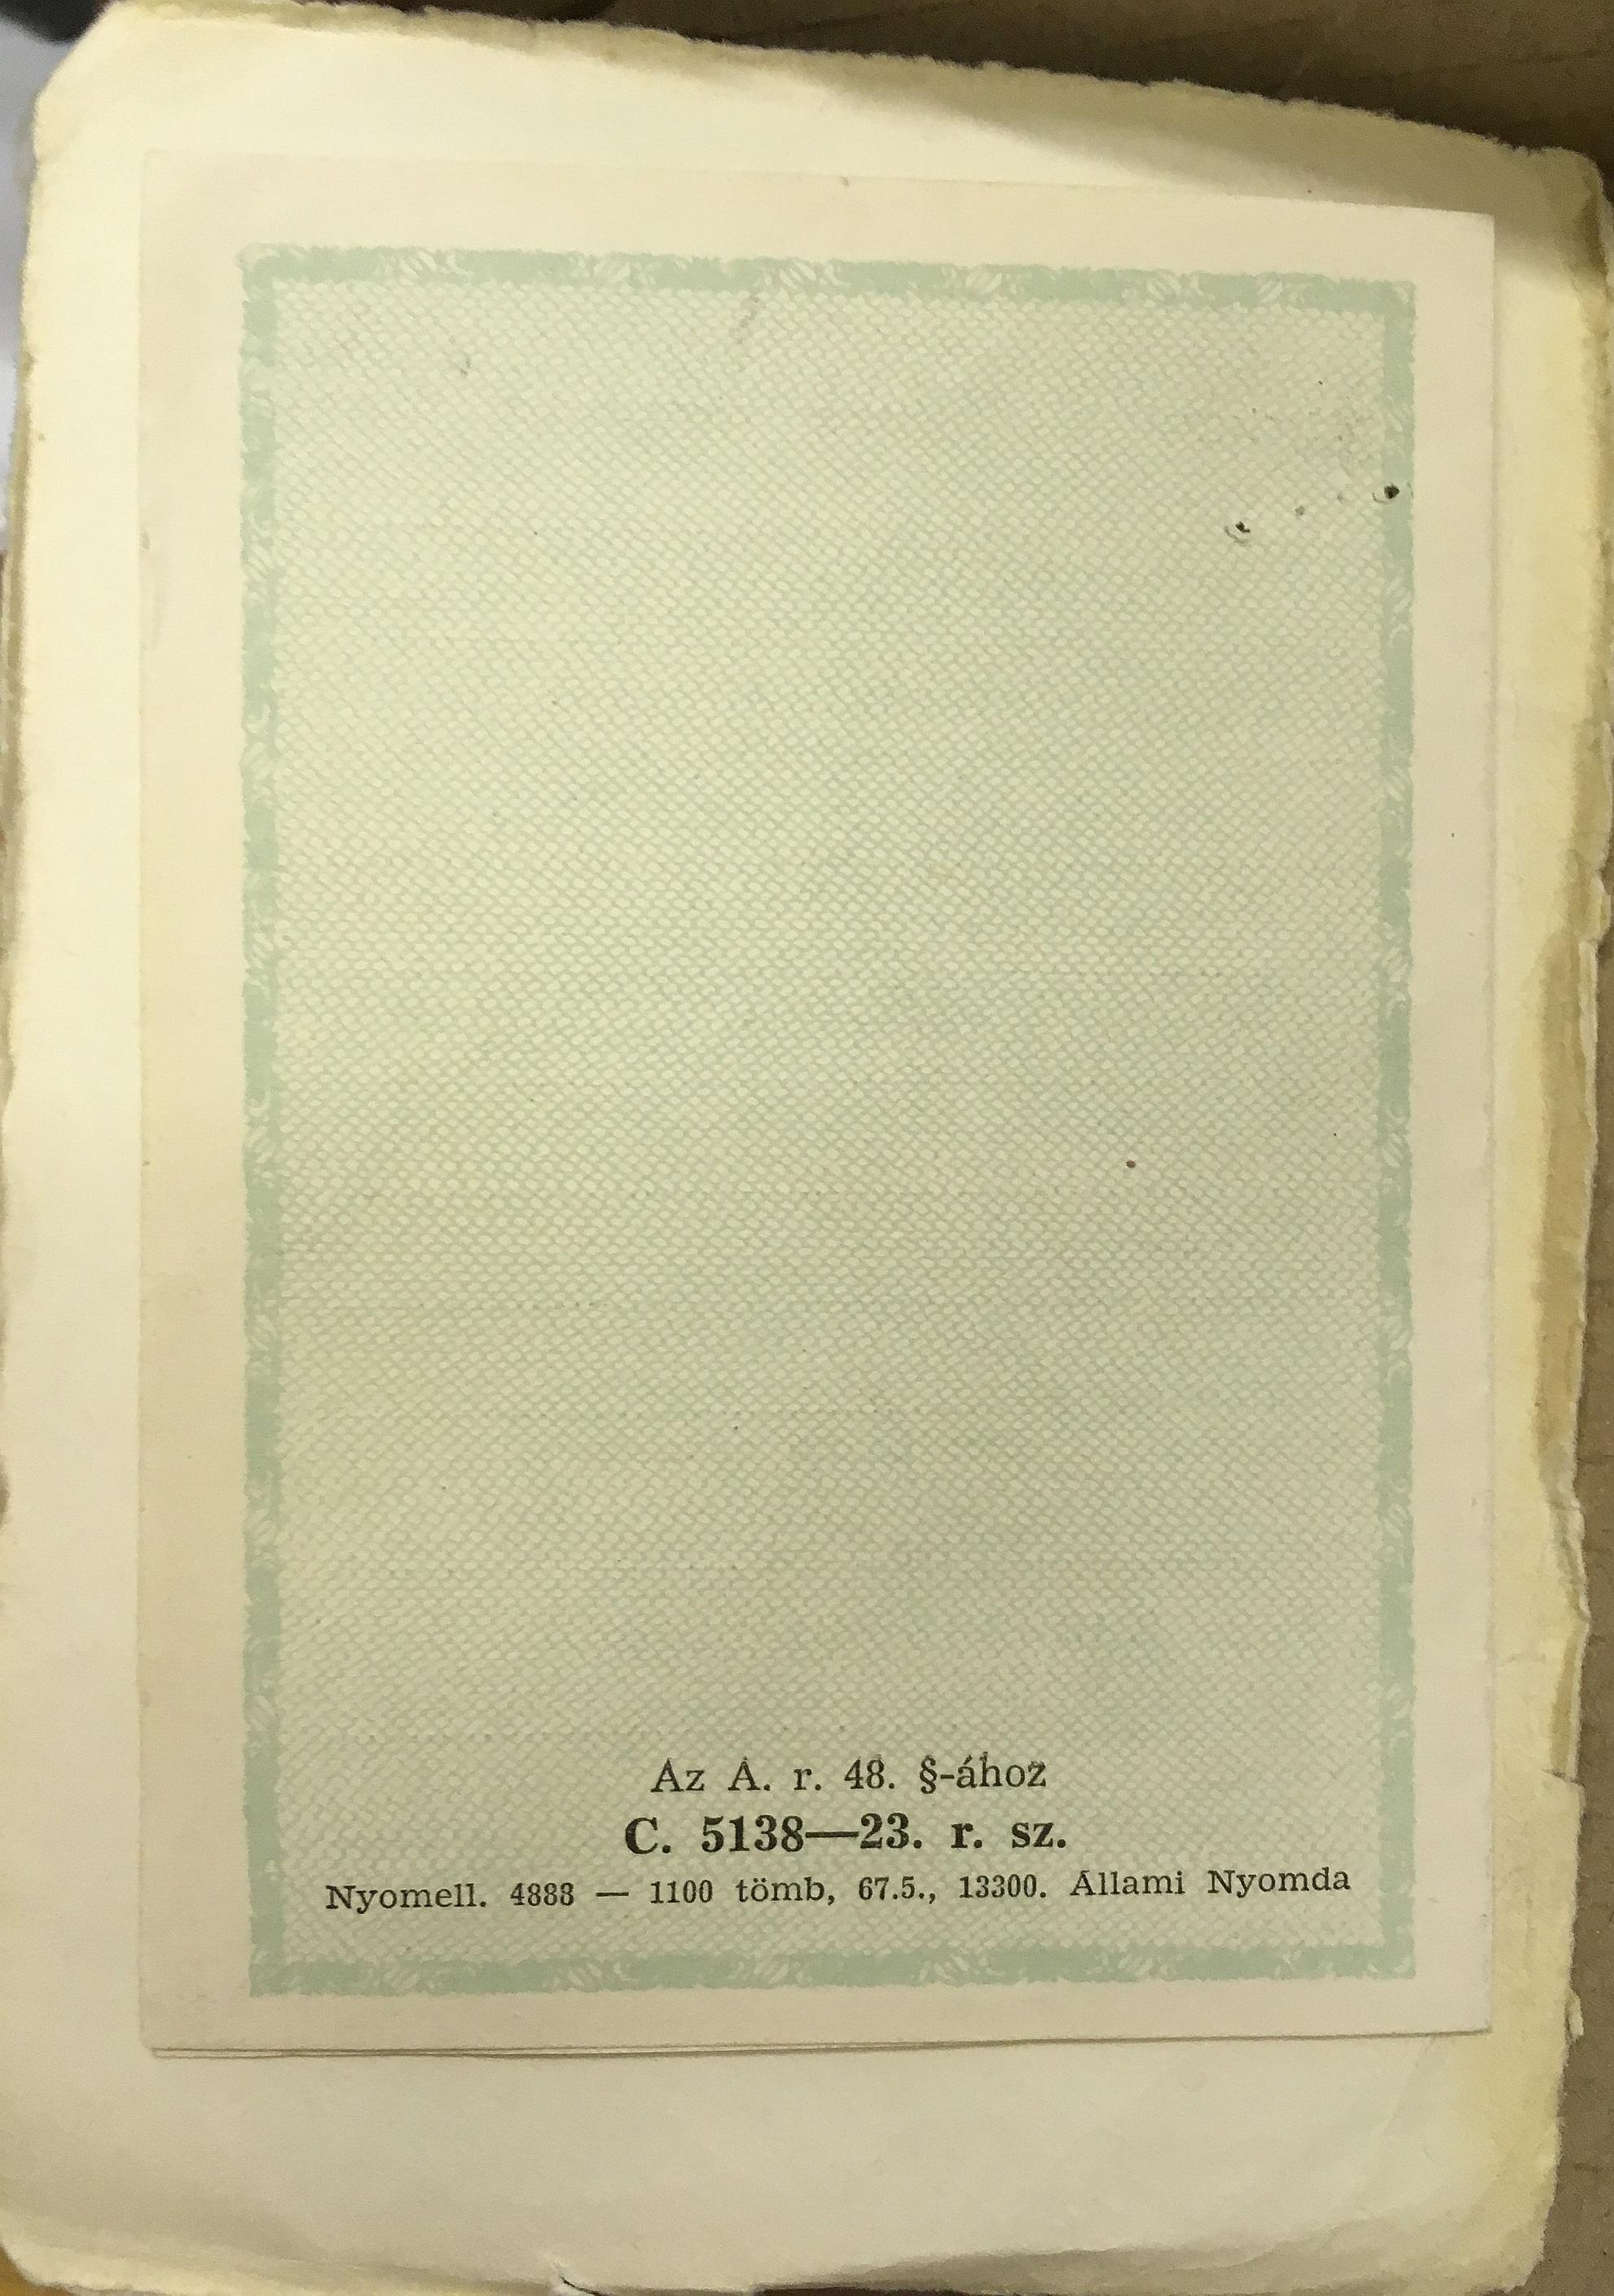 Az A. r. 48. §-ához
C. 5138—23. r. sz.
Nyomell. 4888 — 1100 tömb, 67.5., 13300. Állami Nyomda